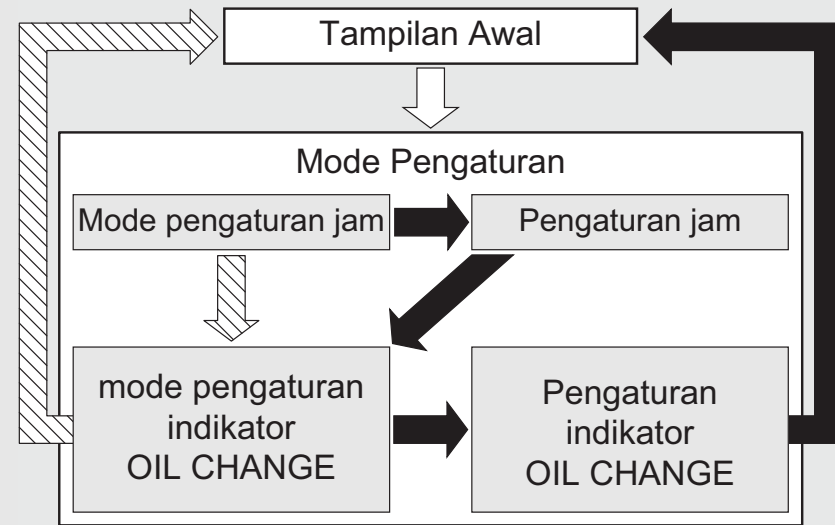 Tampilan Awal
Mode Pengaturan
Mode pengaturan jam
Pengaturan jam
mode pengaturan
indikator
OIL CHANGE
Pengaturan
indikator
OIL CHANGE